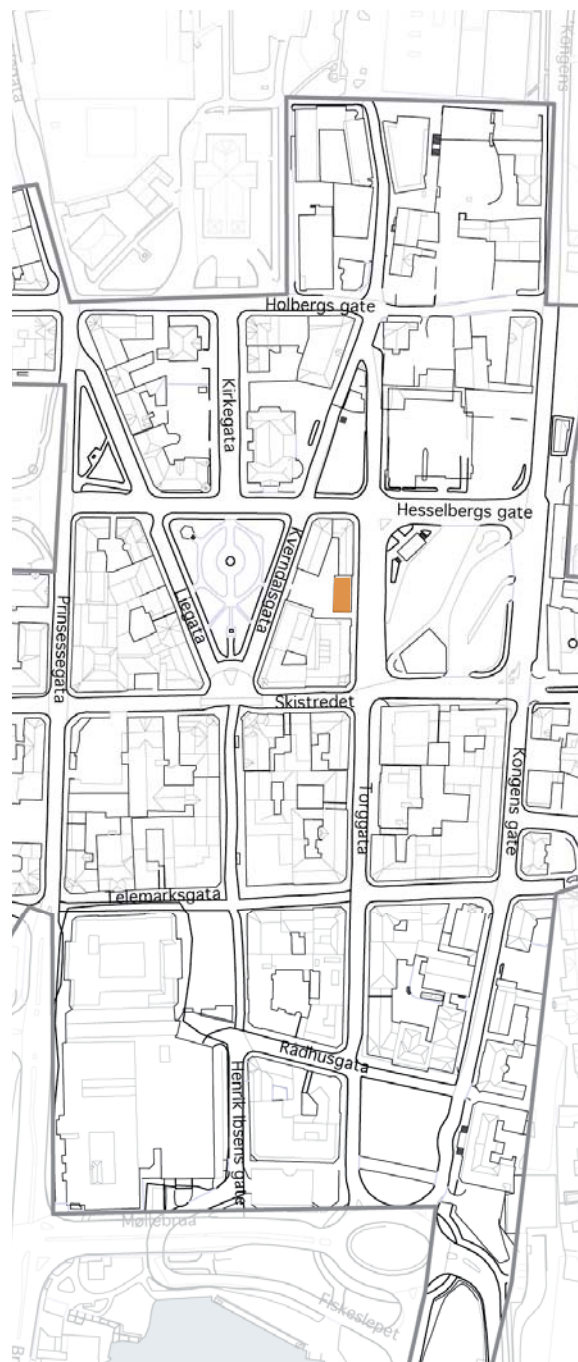 Kongens
Holbergs gate
Kirkegata
Hesselbergs gate
Kverndalsgata
Liegata
Prinsessegata
Skistredet
Torggata
Kongens gate
Telemarksgata
Rådhusgata
Henrik Ibsens gate
Møllebrua
Fiskeslepet